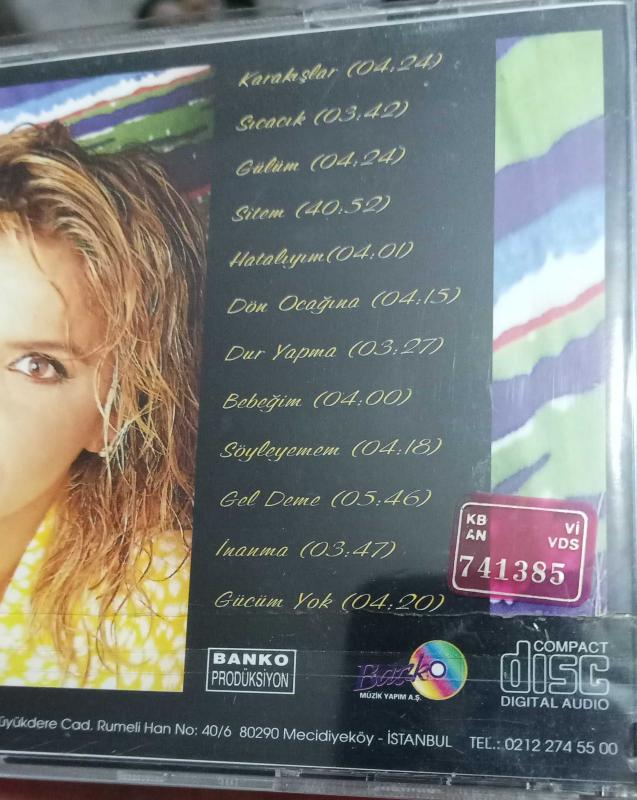 Karakışlar (04:24)
Sıcacık (03:42)
Gülüm (04:24)
Sitem (40:52)
Hatalıyım(04:01)
Dön Ocağına (04:15)
Dur Yapma (03:27)
Bebeğim (04:00)
Söyleyemem (04:18)
Gel Deme (05:46)
İnanma (03:47)
Gücüm Yok (04:20)
KB Vİ
AN VDS
741385
BANKO
PRODÜKSİYON
Banko
MÜZİK YAPIM A.Ş.
COMPACT
disc
DIGITAL AUDIO
üyükdere Cad. Rumeli Han No: 40/6 80290 Mecidiyeköy - İSTANBUL TEL.: 0212 274 55 00